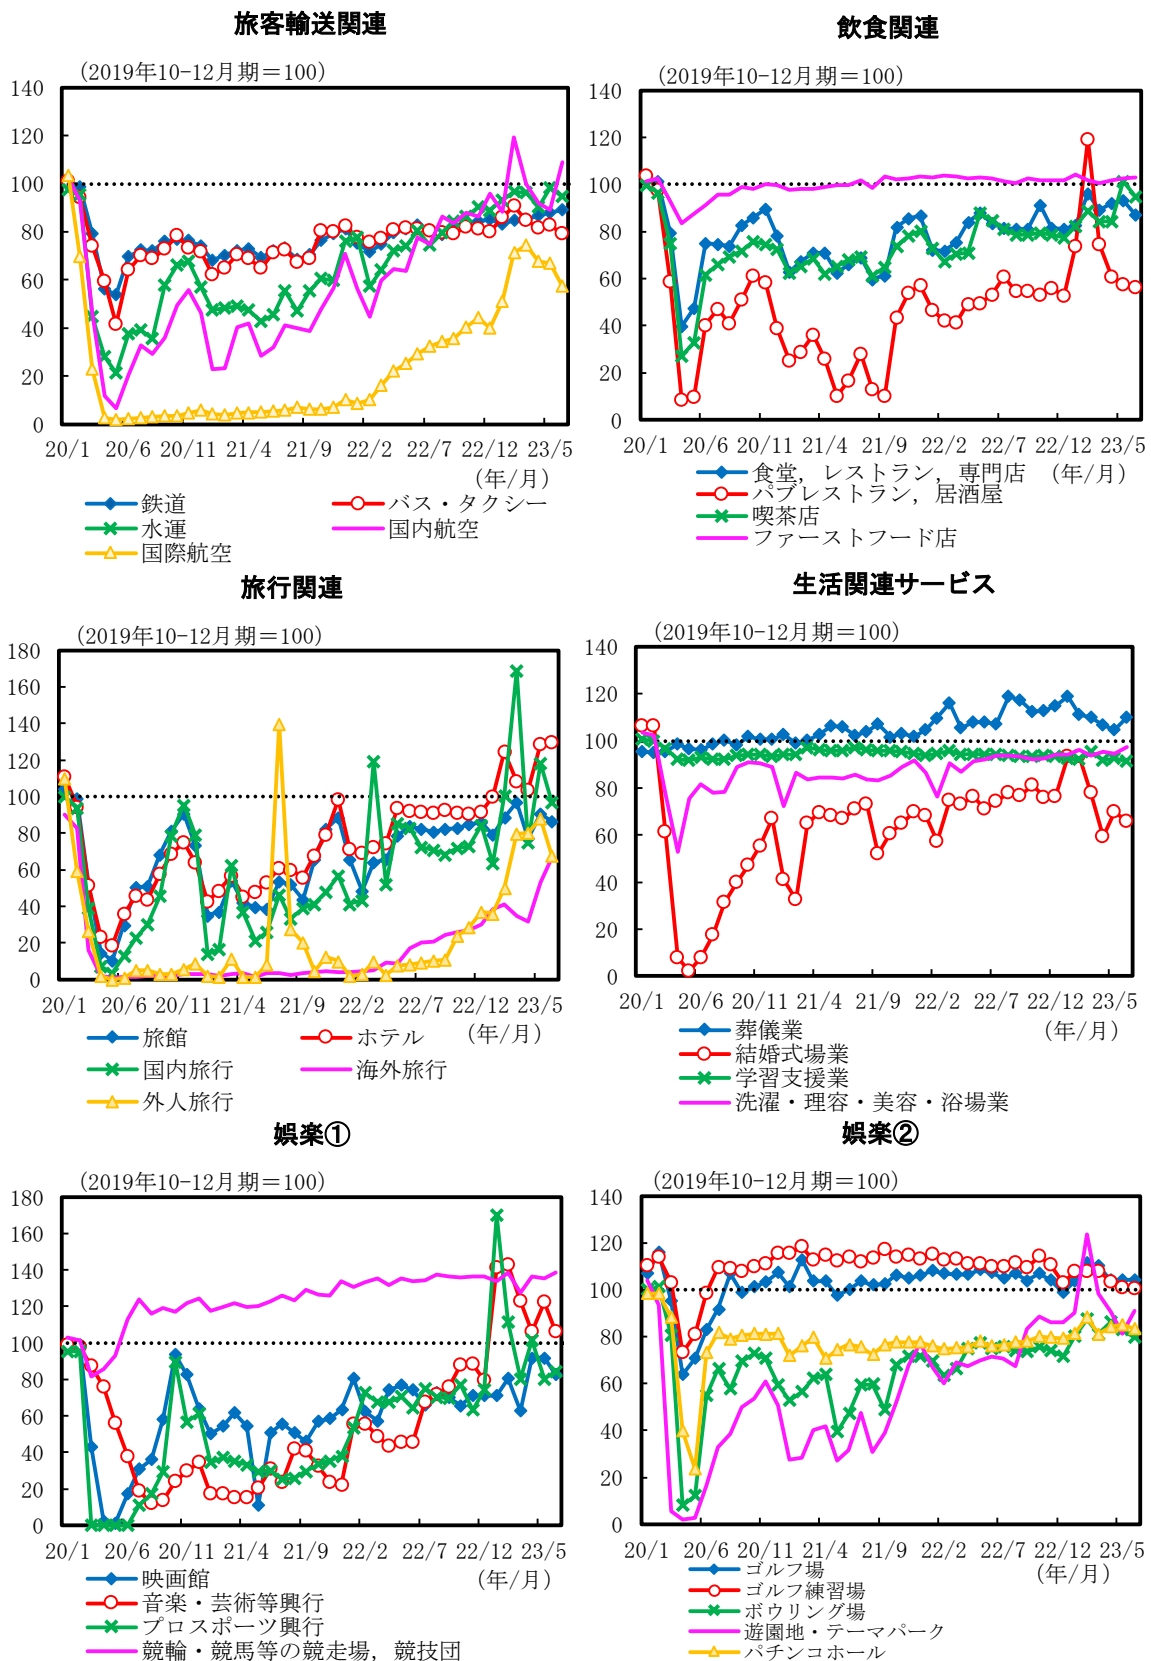 旅客輸送関連
(2019年10-12月期＝100)
140
120
100
80
60
40
20
0
20/1 20/6 20/11 21/4 21/9 22/2 22/7 22/12 23/5
(年/月)
鉄道 バス・タクシー
水運 国内航空
国際航空
飲食関連
(2019年10-12月期＝100)
140
120
100
80
60
40
20
0
20/1 20/6 20/11 21/4 21/9 22/2 22/7 22/12 23/5
(年/月)
食堂，レストラン，専門店
パブレストラン，居酒屋
喫茶店
ファーストフード店
旅行関連
(2019年10-12月期＝100)
180
160
140
120
100
80
60
40
20
0
20/1 20/6 20/11 21/4 21/9 22/2 22/7 22/12 23/5
(年/月)
旅館 ホテル
国内旅行 海外旅行
外人旅行
生活関連サービス
(2019年10-12月期＝100)
140
120
100
80
60
40
20
0
20/1 20/6 20/11 21/4 21/9 22/2 22/7 22/12 23/5
(年/月)
葬儀業
結婚式場業
学習支援業
洗濯・理容・美容・浴場業
娯楽①
(2019年10-12月期＝100)
180
160
140
120
100
80
60
40
20
0
20/1 20/6 20/11 21/4 21/9 22/2 22/7 22/12 23/5
(年/月)
映画館
音楽・芸術等興行
プロスポーツ興行
競輪・競馬等の競走場，競技団
娯楽②
(2019年10-12月期＝100)
140
120
100
80
60
40
20
0
20/1 20/6 20/11 21/4 21/9 22/2 22/7 22/12 23/5
(年/月)
ゴルフ場
ゴルフ練習場
ボウリング場
遊園地・テーマパーク
パチンコホール